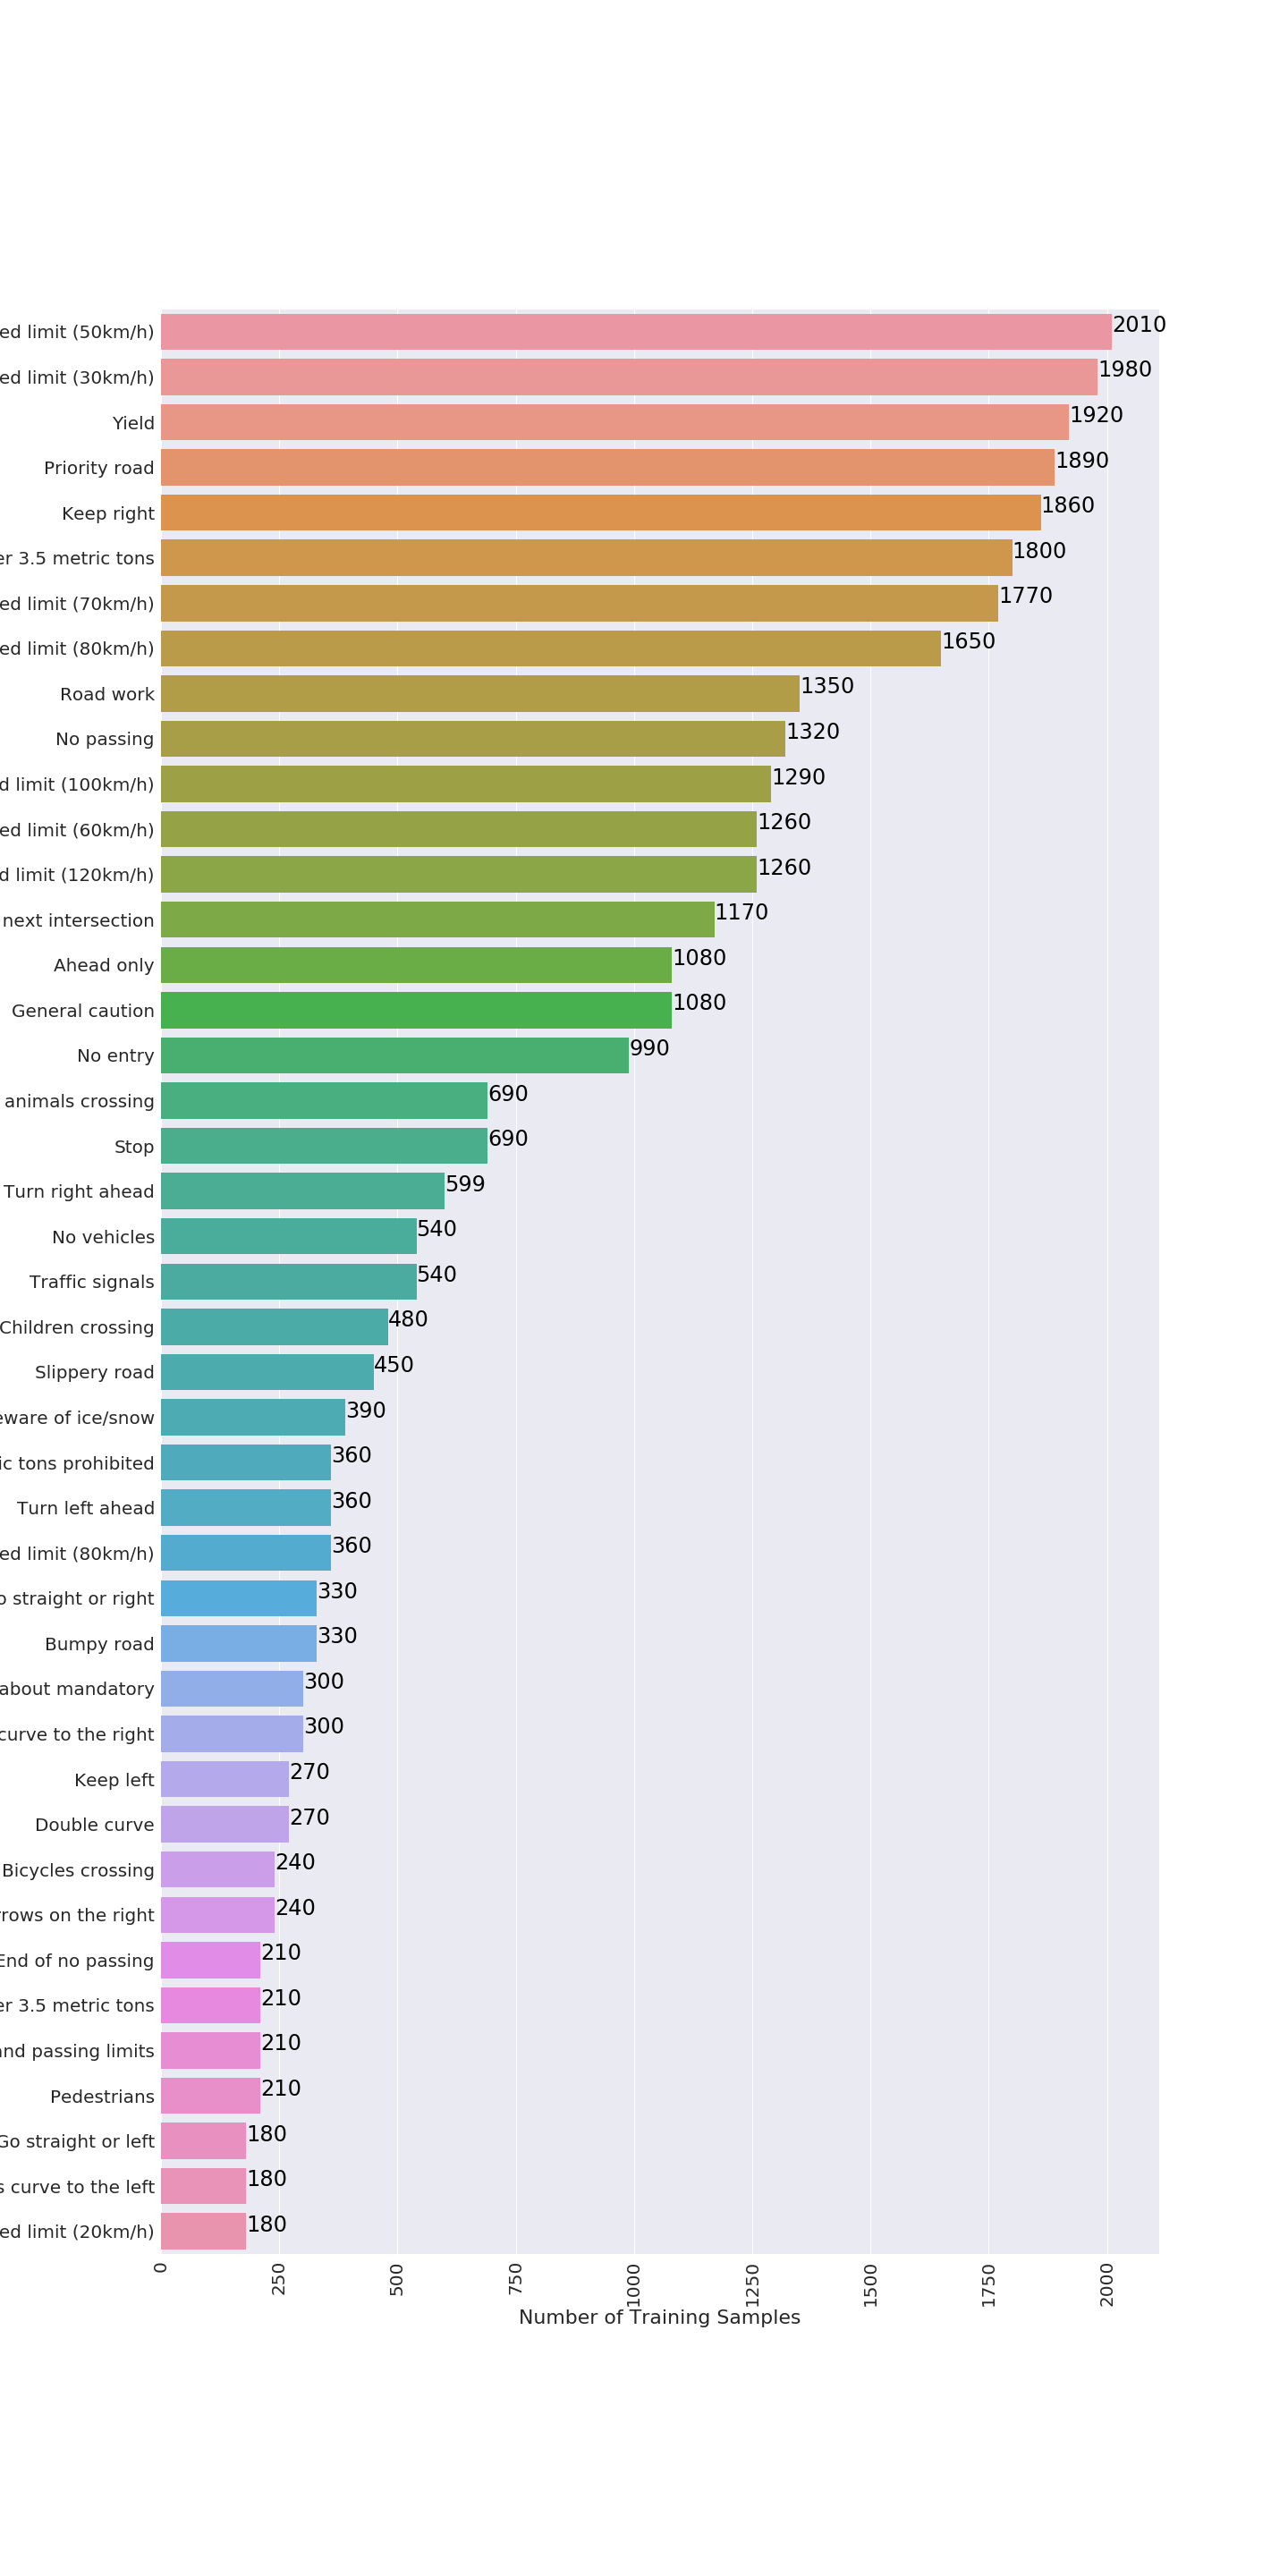 ed limit (50km/h) 2010
ed limit (30km/h) 1980
Yield 1920
Priority road 1890
Keep right 1860
er 3.5 metric tons 1800
ed limit (70km/h) 1770
ed limit (80km/h) 1650
Road work 1350
No passing 1320
d limit (100km/h) 1290
ed limit (60km/h) 1260
d limit (120km/h) 1260
next intersection 1170
Ahead only 1080
General caution 1080
No entry 990
animals crossing 690
Stop 690
Turn right ahead 599
No vehicles 540
Traffic signals 540
Children crossing 480
Slippery road 450
eware of ice/snow 390
ic tons prohibited 360
Turn left ahead 360
ed limit (80km/h) 360
o straight or right 330
Bumpy road 330
about mandatory 300
curve to the right 300
Keep left 270
Double curve 270
Bicycles crossing 240
rrows on the right 240
End of no passing 210
er 3.5 metric tons 210
and passing limits 210
Pedestrians 210
Go straight or left 180
s curve to the left 180
ed limit (20km/h) 180
0 250 500 750 1000 1250 1500 1750 2000
Number of Training Samples